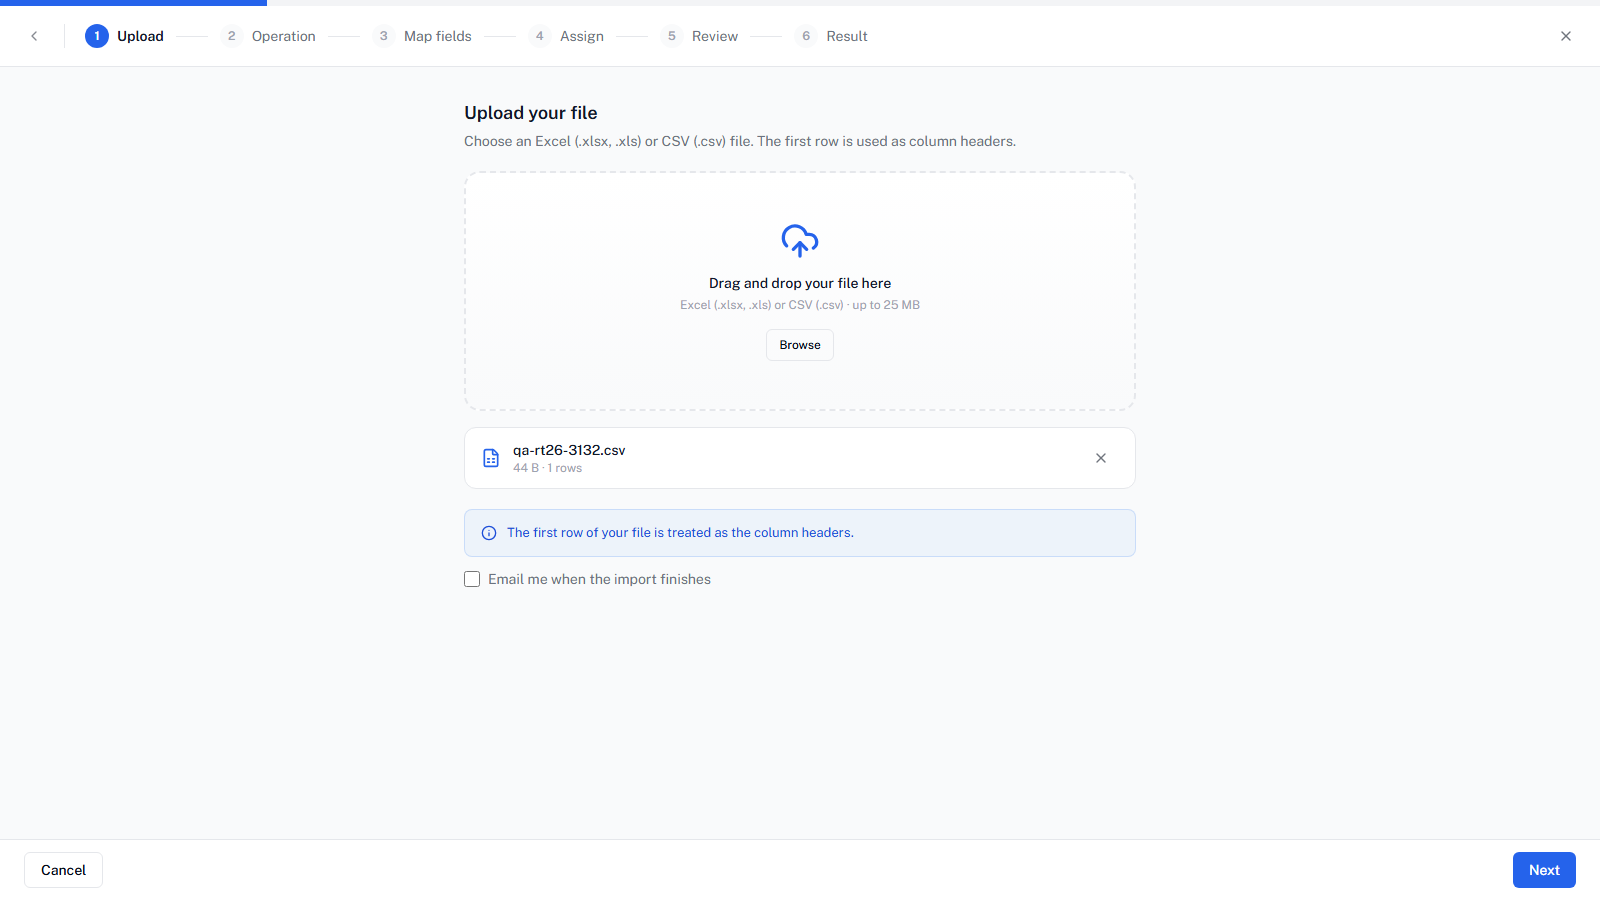 1 Upload 2 Operation 3 Map fields 4 Assign 5 Review 6 Result
Upload your file
Choose an Excel (.xlsx, .xls) or CSV (.csv) file. The first row is used as column headers.
Drag and drop your file here
Excel (.xlsx, .xls) or CSV (.csv) · up to 25 MB
Browse
qa-rt26-3132.csv
44 B · 1 rows
The first row of your file is treated as the column headers.
Email me when the import finishes
Cancel Next